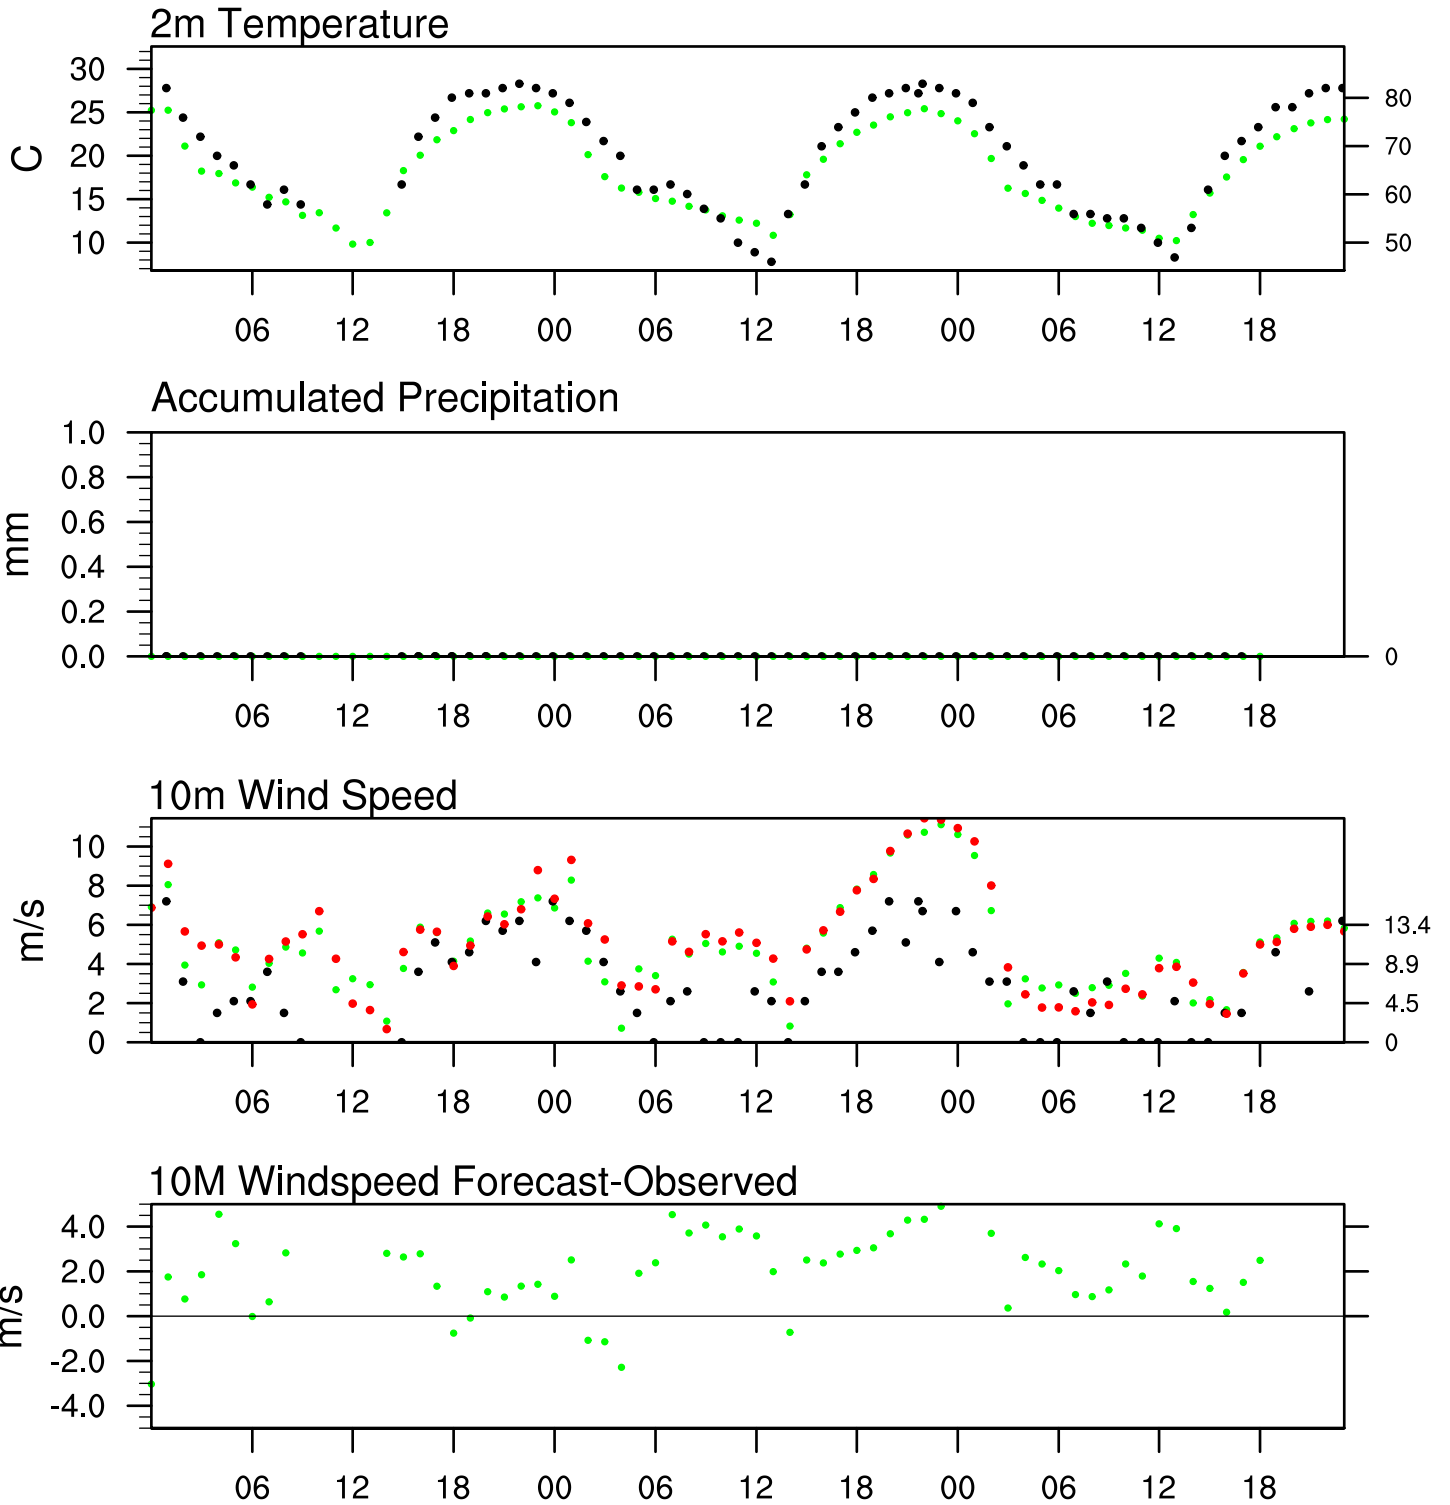 2m Temperature
30
25
20
15
10
C
80
70
60
50
06 12 18 00 06 12 18 00 06 12 18
Accumulated Precipitation
1.0
0.8
0.6
0.4
0.2
0.0
mm
0
06 12 18 00 06 12 18 00 06 12 18
10m Wind Speed
10
8
6
4
2
0
m/s
13.4
8.9
4.5
0
06 12 18 00 06 12 18 00 06 12 18
10M Windspeed Forecast-Observed
4.0
2.0
0.0
-2.0
-4.0
m/s
06 12 18 00 06 12 18 00 06 12 18